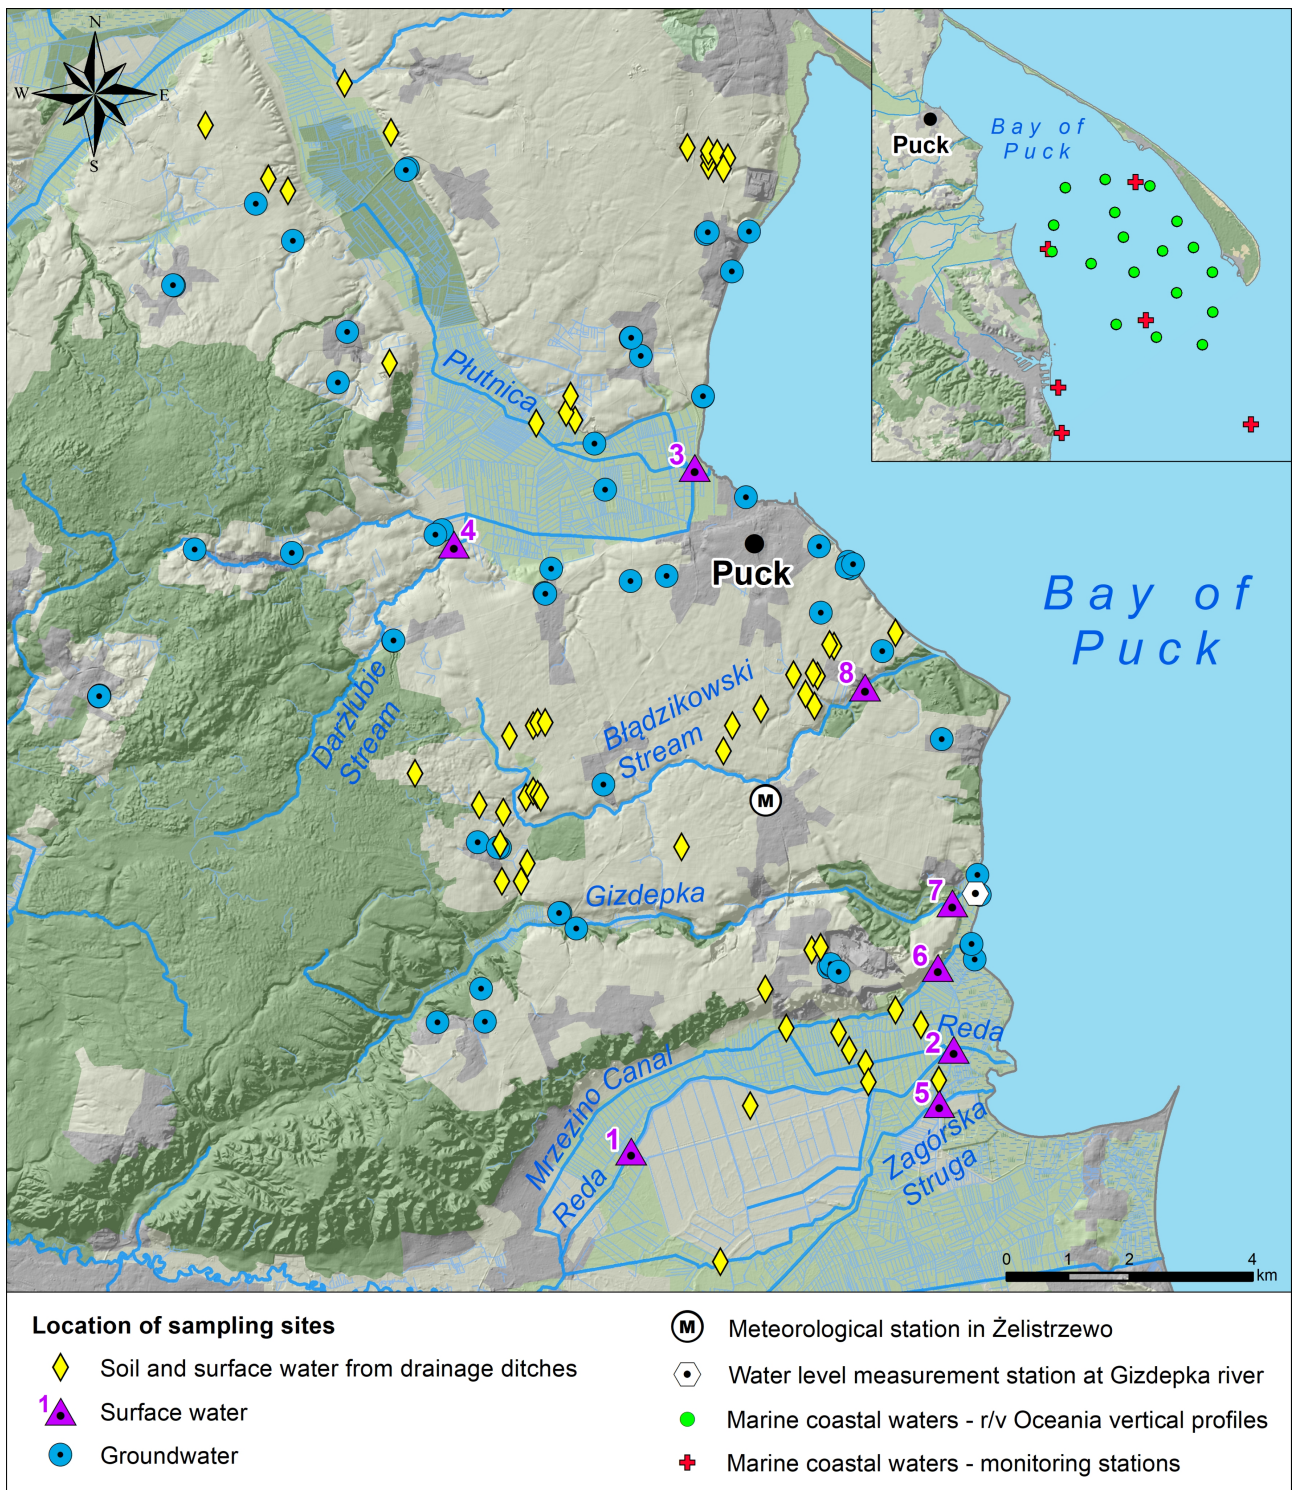 N
W
E
S
Puck
Bay of
Puck
Płutnica
3
4
Puck
Bay of
Puck
Darżlubie
Stream
Błądzikowski
Stream
8
M
Gizdepka
7
6
Reda
2
5
Mrzezino Canal
1
Reda
Zagórska
Struga
0 1 2 4
km
Location of sampling sites
Soil and surface water from drainage ditches
1
Surface water
Groundwater
M
Meteorological station in Żelistrzewo
Water level measurement station at Gizdepka river
Marine coastal waters - r/v Oceania vertical profiles
Marine coastal waters - monitoring stations